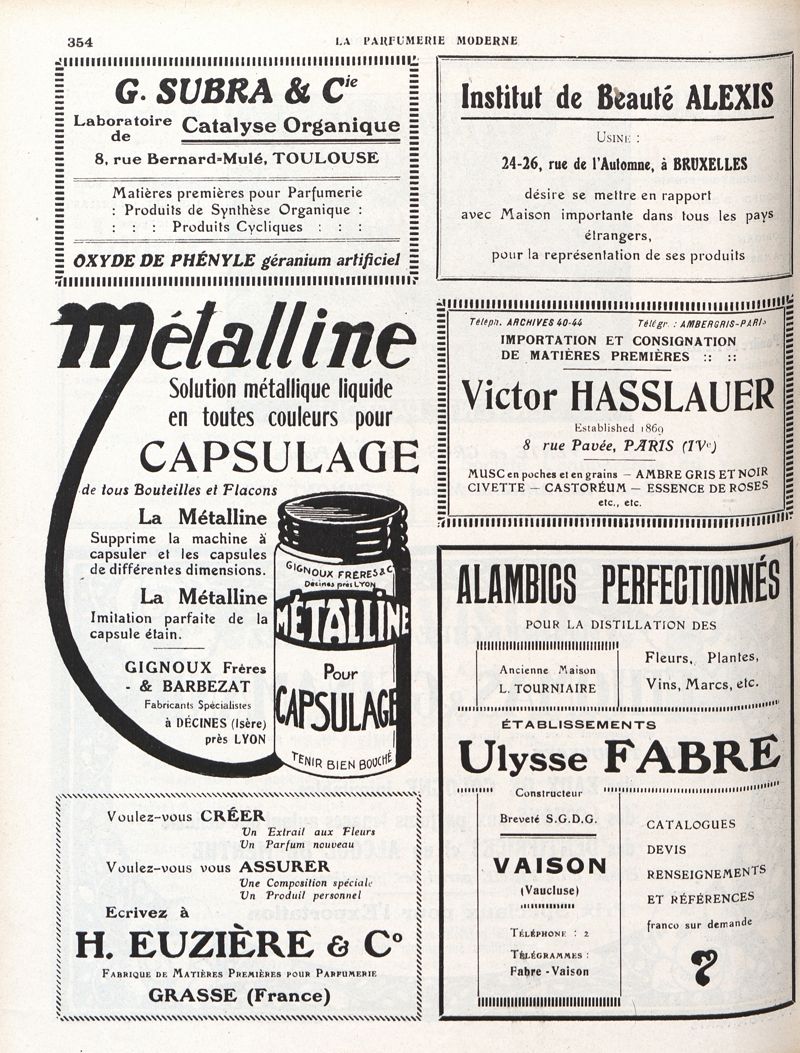 354
LA PARFUMERIE MODERNE
G. SUBRA & Cie
Laboratoire de Catalyse Organique
8, rue Bernard-Mulé, TOULOUSE
Matières premières pour Parfumerie
: Produits de Synthèse Organique :
: : : Produits Cycliques : : :
OXYDE DE PHÉNYLE géranium artificiel
Institut de Beauté ALEXIS
USINE :
24-26, rue de l'Automne, à BRUXELLES
désire se mettre en rapport
avec Maison importante dans tous les pays
étrangers,
pour la représentation de ses produits
Métalline
Solution métallique liquide
en toutes couleurs pour
CAPSULAGE
de tous Bouteilles et Flacons
La Métalline
Supprime la machine à
capsuler et les capsules
de différentes dimensions.
La Métalline
Imitation parfaite de la
capsule étain.
GIGNOUX Frères
- & BARBEZAT
Fabricants Spécialistes
à DÉCINES (Isère)
près LYON
GIGNOUX FRÈRES & C
Décines près LYON
MÉTALLINE
Pour
CAPSULAGE
TENIR BIEN BOUCHÉ
Téléph. ARCHIVES 40-44
Télégr. : AMBERGRIS-PARIS
IMPORTATION ET CONSIGNATION
DE MATIÈRES PREMIÈRES :: ::
Victor HASSLAUER
Established 1869
8 rue Pavée, PARIS (IVe)
MUSC en poches et en grains — AMBRE GRIS ET NOIR
CIVETTE — CASTORÉUM — ESSENCE DE ROSES
etc., etc.
ALAMBICS PERFECTIONNÉS
POUR LA DISTILLATION DES
Ancienne Maison
L. TOURNIAIRE
Fleurs, Plantes,
Vins, Marcs, etc.
ÉTABLISSEMENTS
Ulysse FABRE
Constructeur
Breveté S.G.D.G.
VAISON
(Vaucluse)
TÉLÉPHONE : 2
TÉLÉGRAMMES :
Fabre - Vaison
CATALOGUES
DEVIS
RENSEIGNEMENTS
ET RÉFÉRENCES
franco sur demande
?
Voulez-vous CRÉER
Un Extrait aux Fleurs
Un Parfum nouveau
Voulez-vous vous ASSURER
Une Composition spéciale
Un Produit personnel
Ecrivez à
H. EUZIÈRE & Co
FABRIQUE DE MATIÈRES PREMIÈRES POUR PARFUMERIE
GRASSE (France)